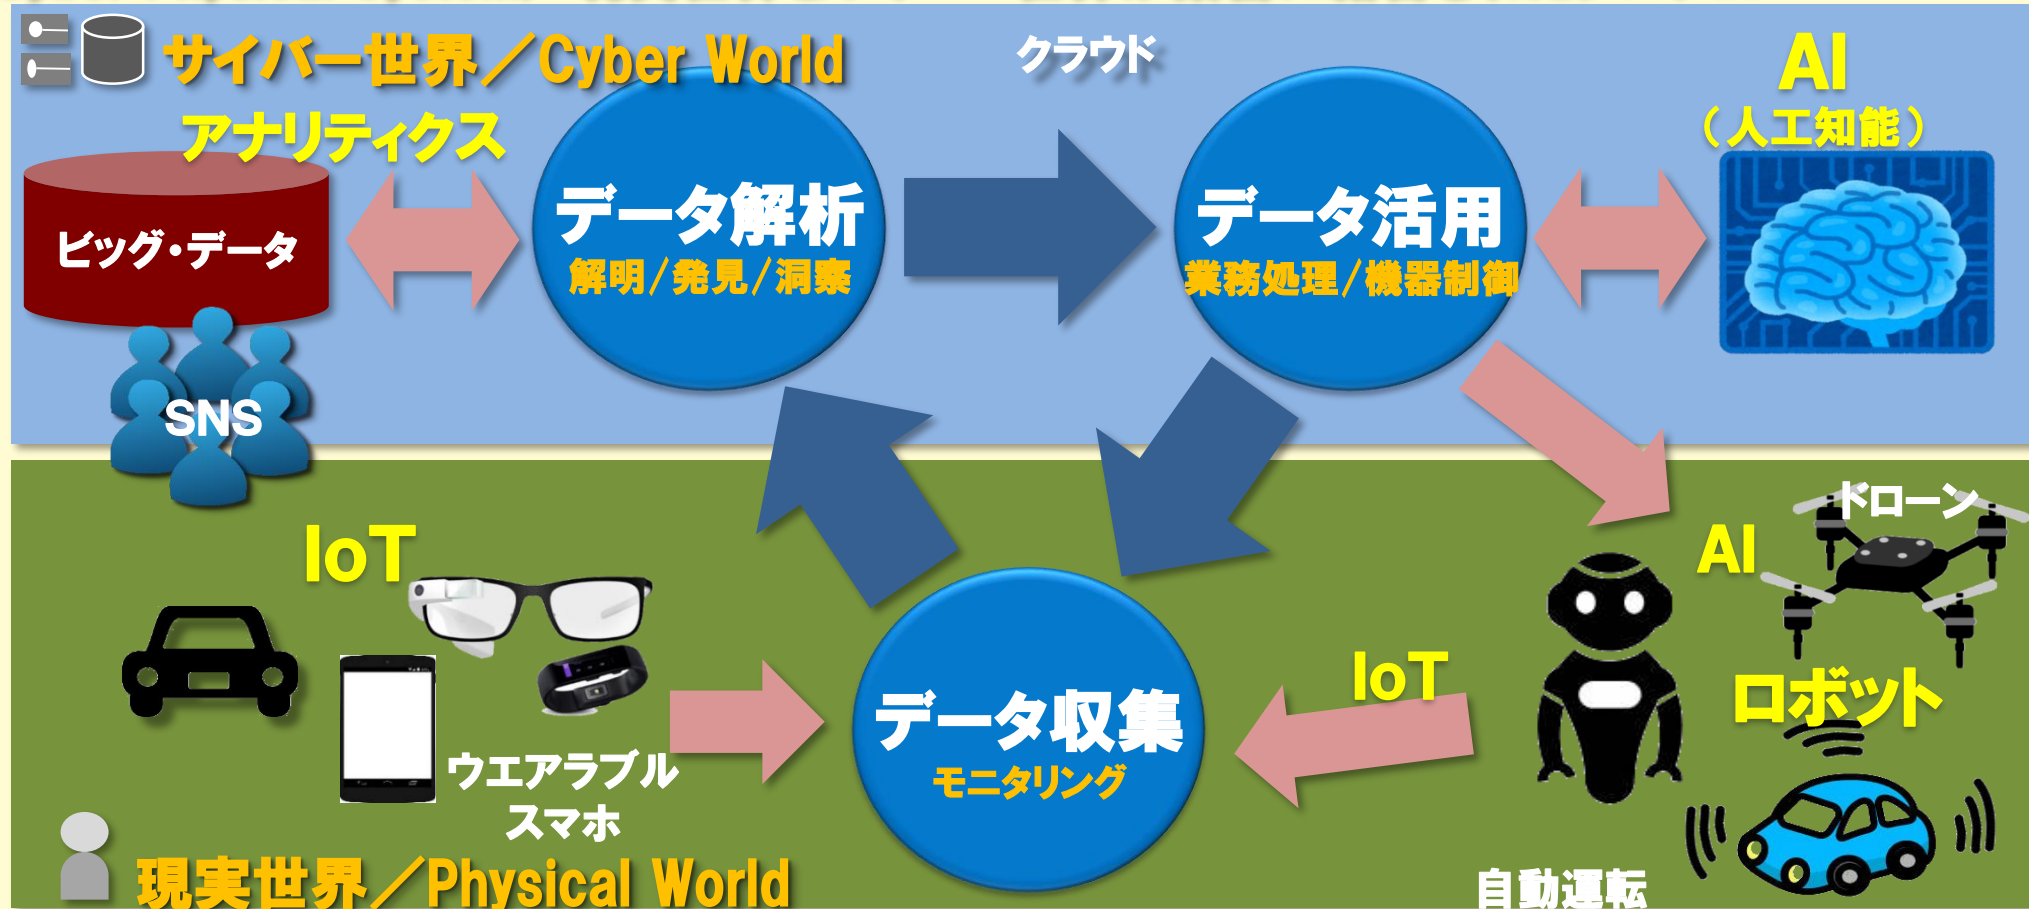 サイバー世界／Cyber World
クラウド
AI
（人工知能）
アナリティクス
ビッグ・データ
データ解析
解明/発見/洞察
データ活用
業務処理/機器制御
SNS
IoT
ドローン
AI
ロボット
IoT
データ収集
モニタリング
ウエアラブル
スマホ
自動運転
現実世界／Physical World